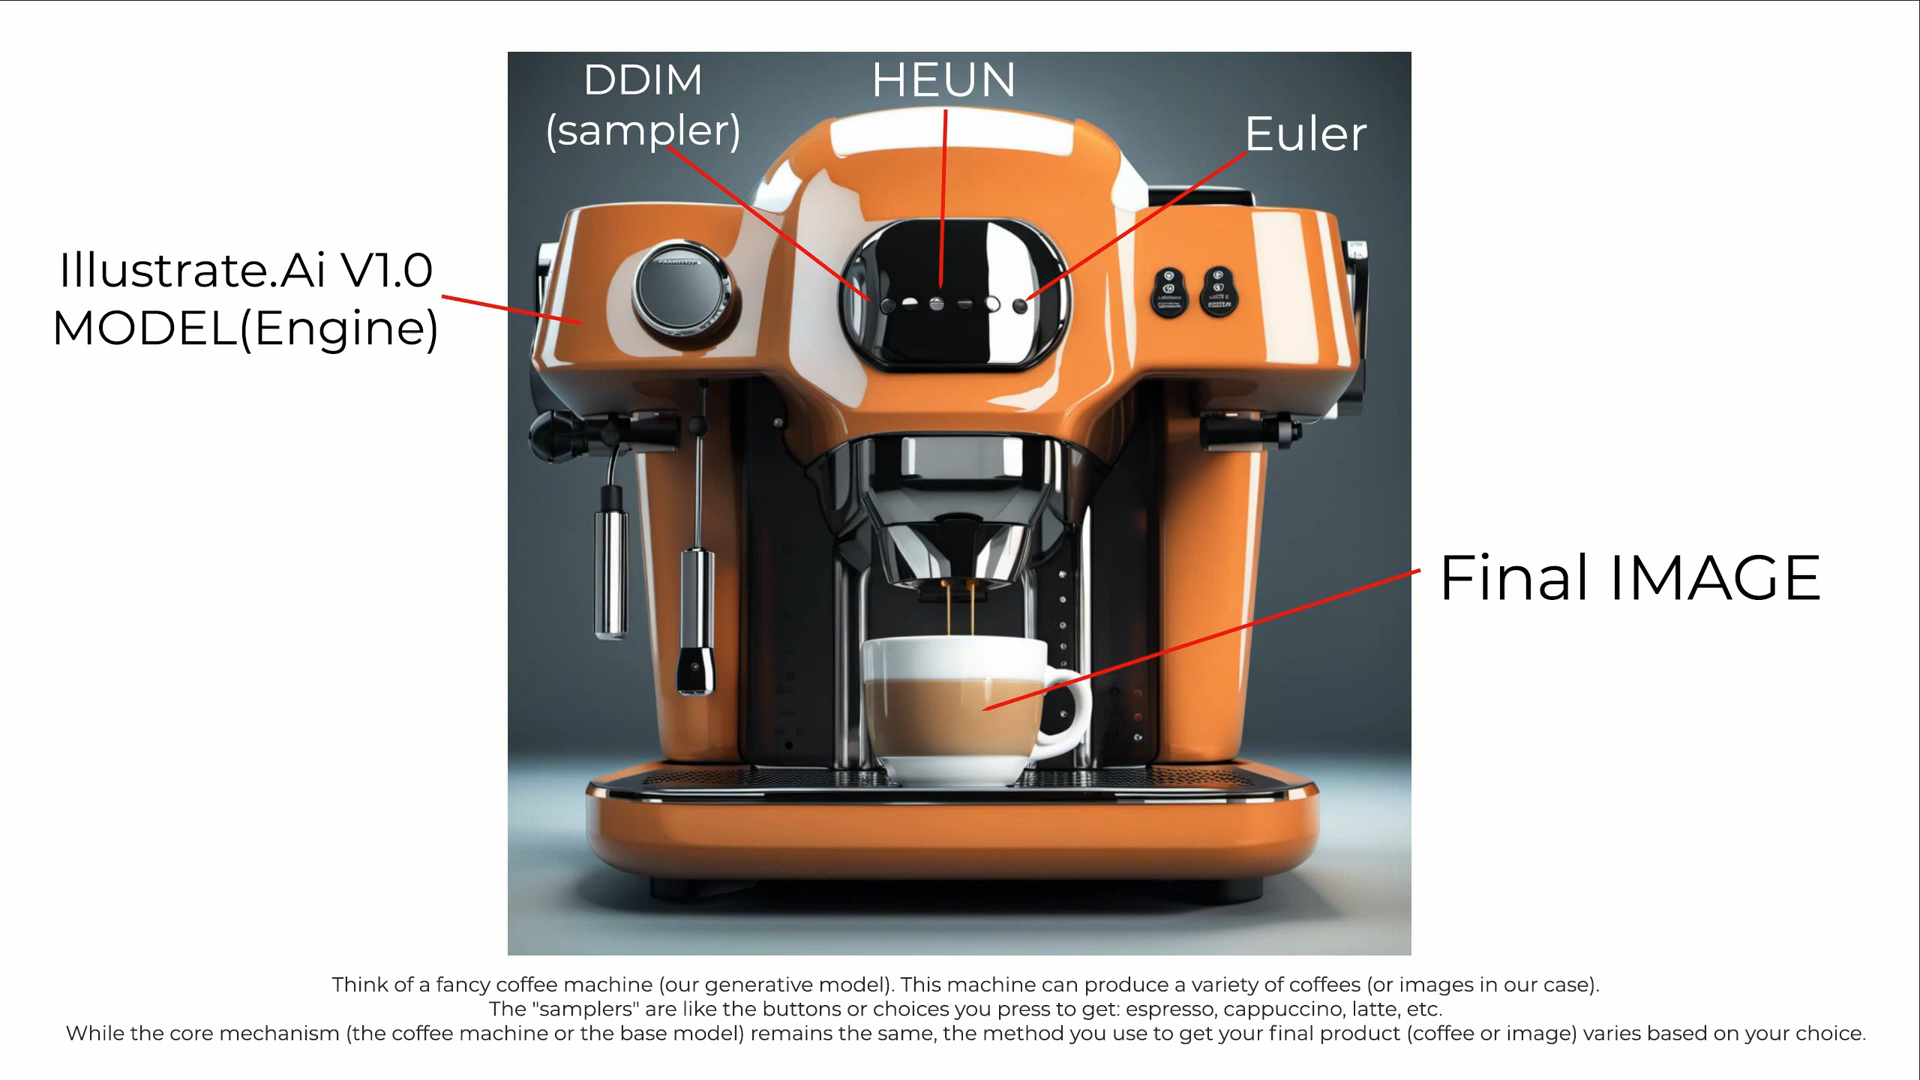 DDIM
(sampler)
HEUN
Euler
Illustrate.Ai V1.0
MODEL(Engine)
Final IMAGE
Think of a fancy coffee machine (our generative model). This machine can produce a variety of coffees (or images in our case).
The "samplers" are like the buttons or choices you press to get: espresso, cappuccino, latte, etc.
While the core mechanism (the coffee machine or the base model) remains the same, the method you use to get your final product (coffee or image) varies based on your choice.